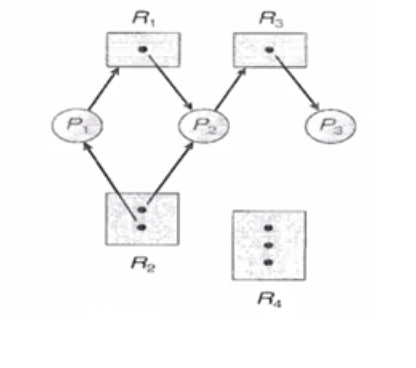 R₁ R₃
P₁ P₂ P₃
R₂
R₄